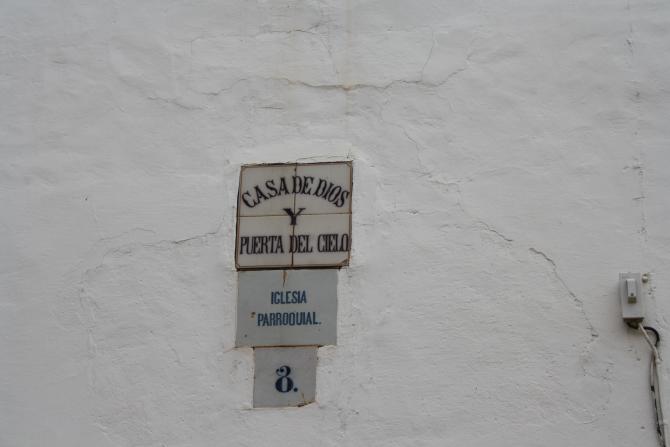 CASA DE DIOS
Y
PUERTA DEL CIELO
IGLESIA
PARROQUIAL.
8.